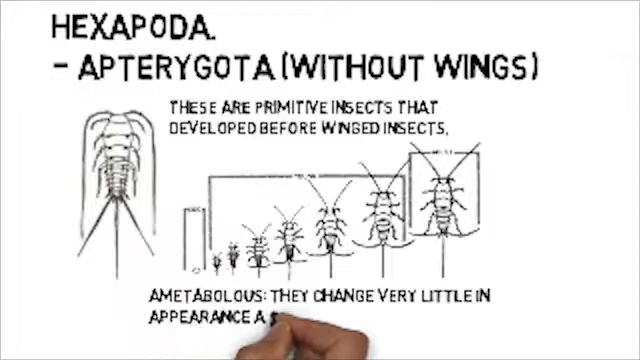 HEXAPODA.
- APTERYGOTA (WITHOUT WINGS)
THESE ARE PRIMITIVE INSECTS THAT
DEVELOPED BEFORE WINGED INSECTS.
AMETABOLOUS: THEY CHANGE VERY LITTLE IN
APPEARANCE A